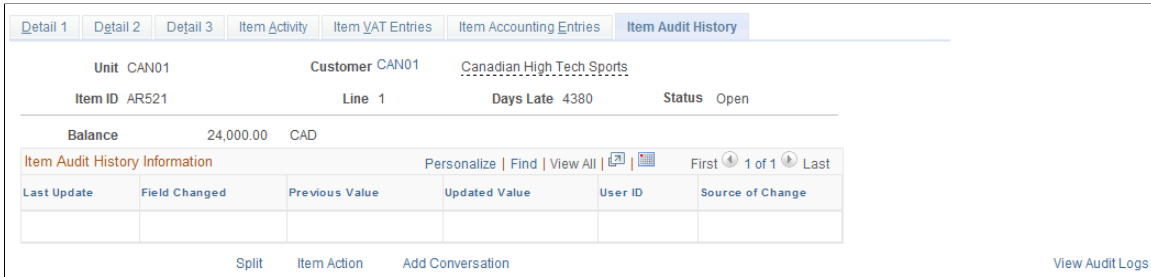 Detail 1 Detail 2 Detail 3 Item Activity Item VAT Entries Item Accounting Entries Item Audit History
Unit CAN01 Customer CAN01 Canadian High Tech Sports
Item ID AR521 Line 1 Days Late 4380 Status Open
Balance 24,000.00 CAD
Item Audit History Information Personalize | Find | View All | | First 1 of 1 Last
Last Update Field Changed Previous Value Updated Value User ID Source of Change
Split Item Action Add Conversation View Audit Logs